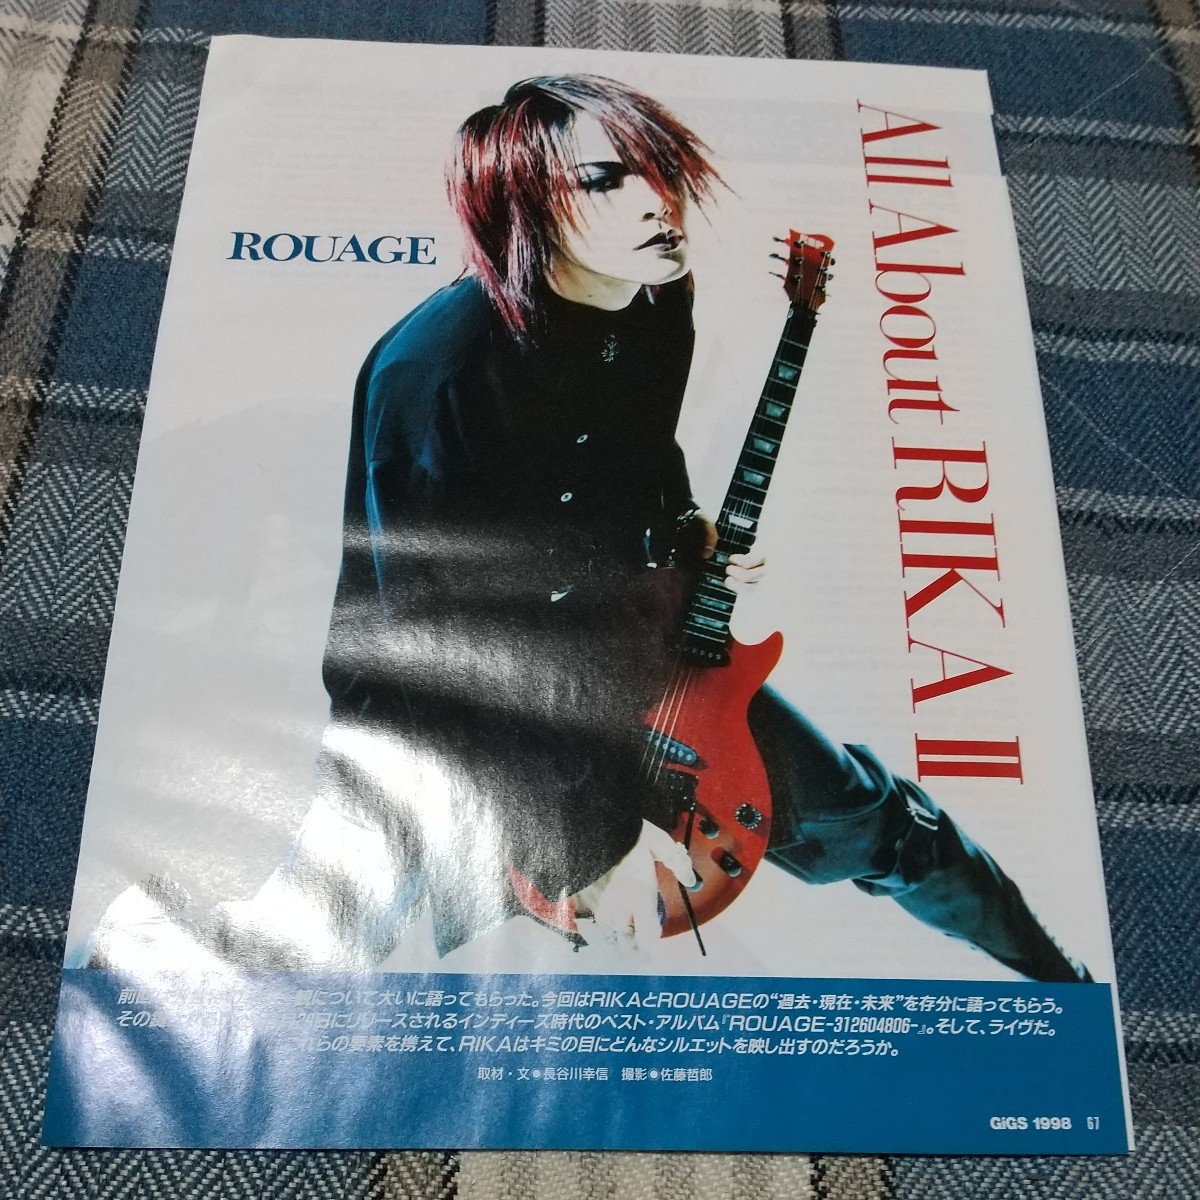 ROUAGE
All About RIKA II
観について大いに語ってもらった。今回はRIKAとROUAGEの“過去・現在・未来”を存分に語ってもらう。
その 29日にリリースされるインディーズ時代のベスト・アルバム『ROUAGE-312604806-』。そして、ライヴだ。
これらの要素を携えて、RIKAはキミの目にどんなシルエットを映し出すのだろうか。
取材・文●長谷川幸信 撮影●佐藤哲郎
GiGS 1998 67